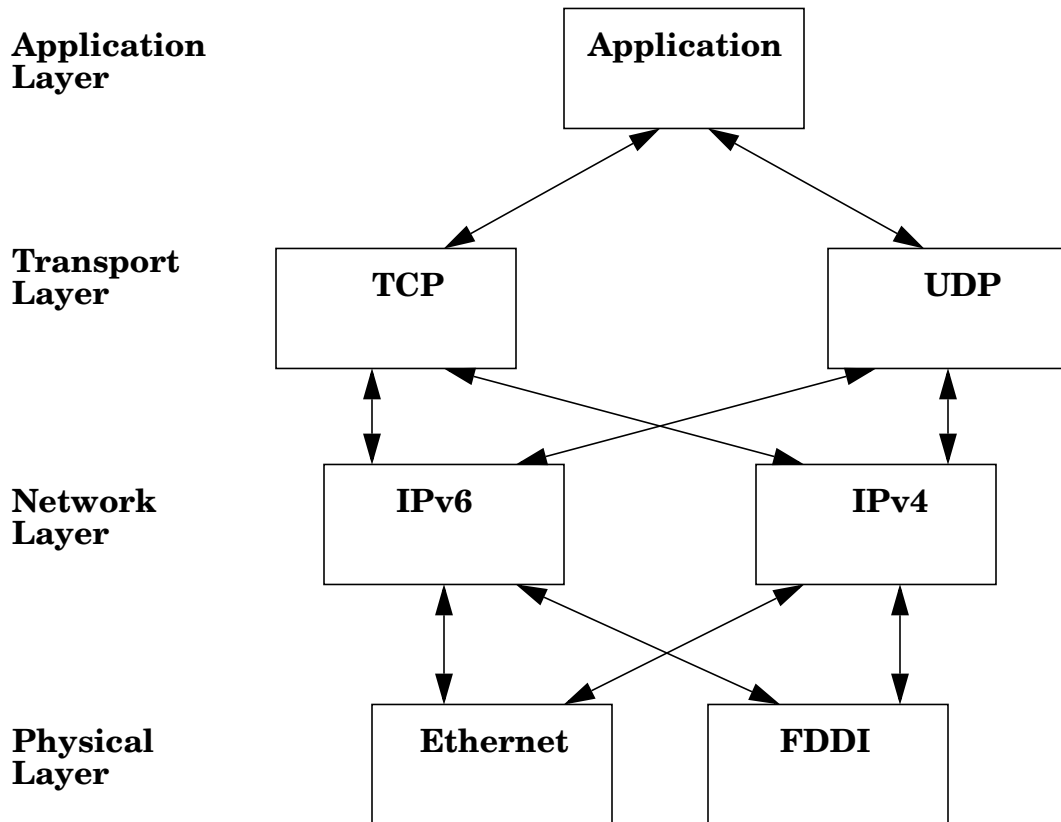 Application
Layer
Application
Transport
Layer
TCP
UDP
Network
Layer
IPv6
IPv4
Physical
Layer
Ethernet
FDDI